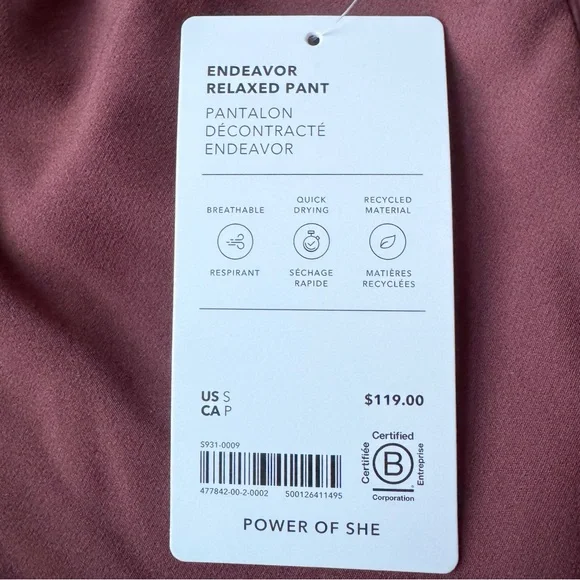 ENDEAVOR
RELAXED PANT
PANTALON
DÉCONTRACTÉ
ENDEAVOR
BREATHABLE
QUICK
DRYING
RECYCLED
MATERIAL
RESPIRANT
SÉCHAGE
RAPIDE
MATIÈRES
RECYCLÉES
US S
CA P
$119.00
S931-0009
477842-00-2-0002 500126411495
Certified
Certifiée
B
Entreprise
Corporation
POWER OF SHE